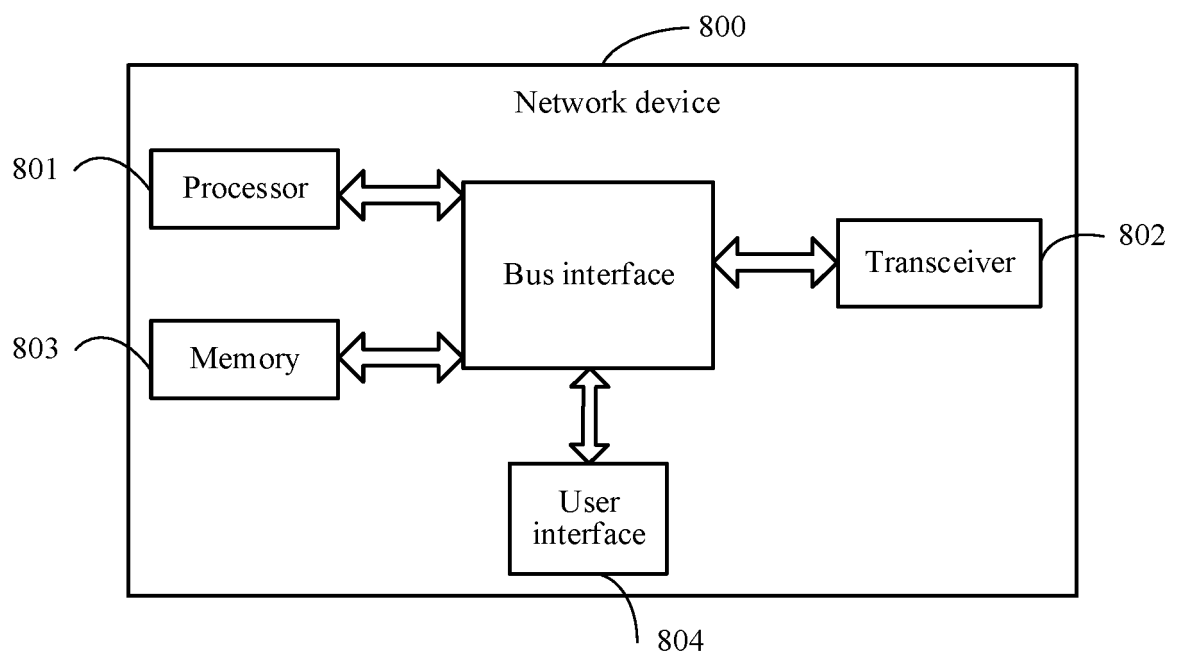 800
Network device
801
Processor
Bus interface
Transceiver
802
803
Memory
User
interface
804